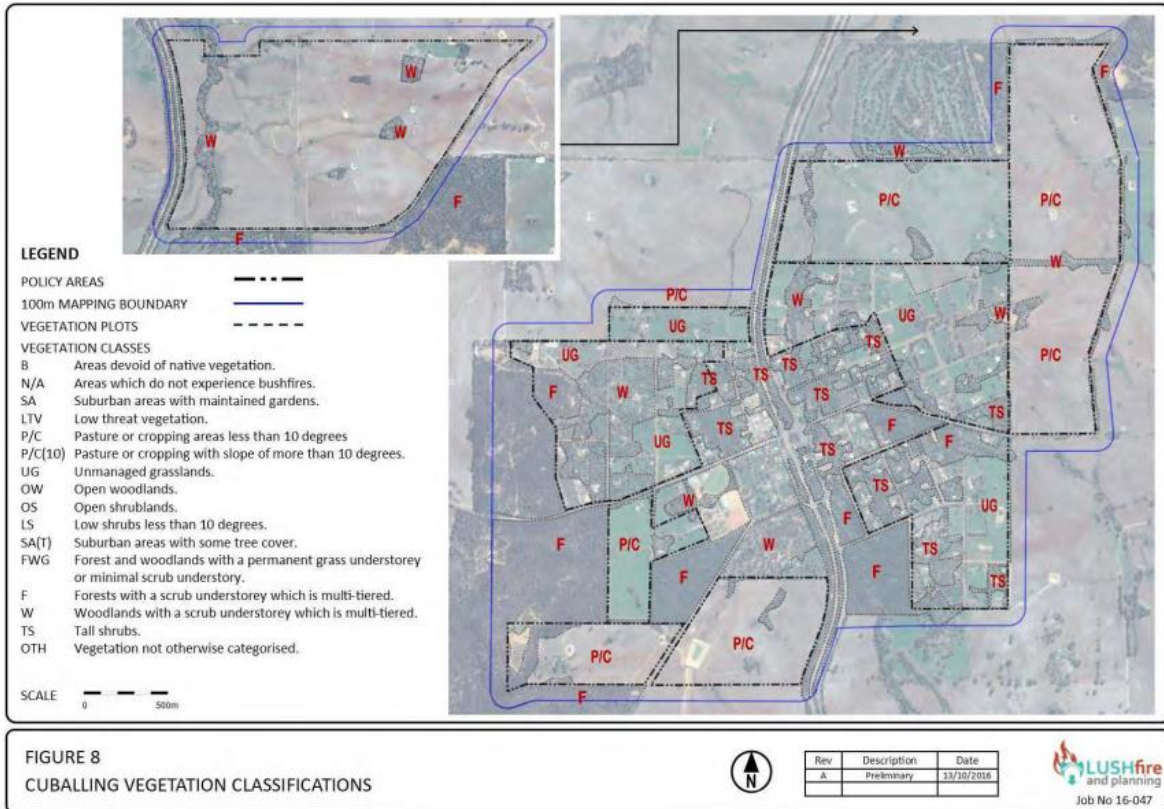 W
W
W
F
F
F
F
W
P/C
P/C
W
P/C
UG
W
UG
W
P/C
UG
F
W
TS
TS
TS
TS
TS
TS
UG
TS
F
F
TS
TS
UG
W
F
P/C
W
F
F
F
TS
TS
P/C
P/C
F
LEGEND
POLICY AREAS
100m MAPPING BOUNDARY
VEGETATION PLOTS
VEGETATION CLASSES
B Areas devoid of native vegetation.
N/A Areas which do not experience bushfires.
SA Suburban areas with maintained gardens.
LTV Low threat vegetation.
P/C Pasture or cropping areas less than 10 degrees
P/C(10) Pasture or cropping with slope of more than 10 degrees.
UG Unmanaged grasslands.
OW Open woodlands.
OS Open shrublands.
LS Low shrubs less than 10 degrees.
SA(T) Suburban areas with some tree cover.
FWG Forest and woodlands with a permanent grass understorey
or minimal scrub understory.
F Forests with a scrub understorey which is multi-tiered.
W Woodlands with a scrub understorey which is multi-tiered.
TS Tall shrubs.
OTH Vegetation not otherwise categorised.
SCALE
0 500m
FIGURE 8
CUBALLING VEGETATION CLASSIFICATIONS
N
Rev Description Date
A Preliminary 13/10/2016
LUSHfire
and planning
Job No 16-047